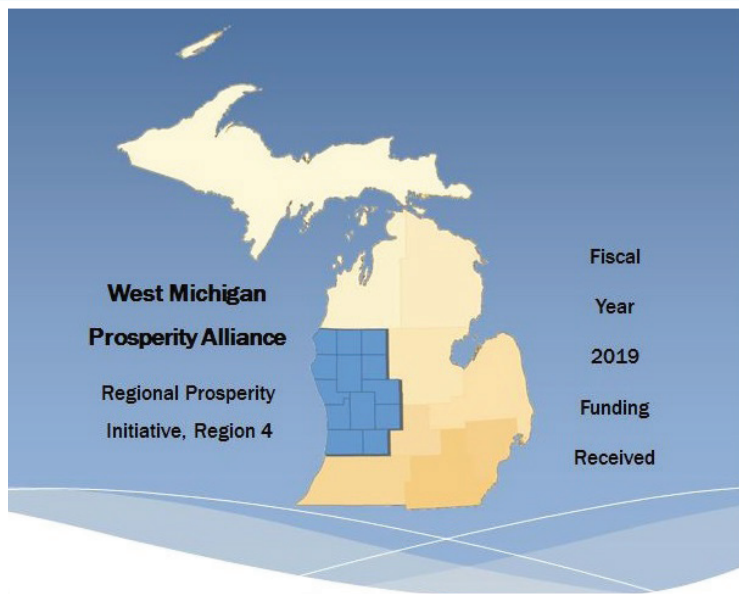 West Michigan
Prosperity Alliance
Regional Prosperity
Initiative, Region 4
Fiscal
Year
2019
Funding
Received